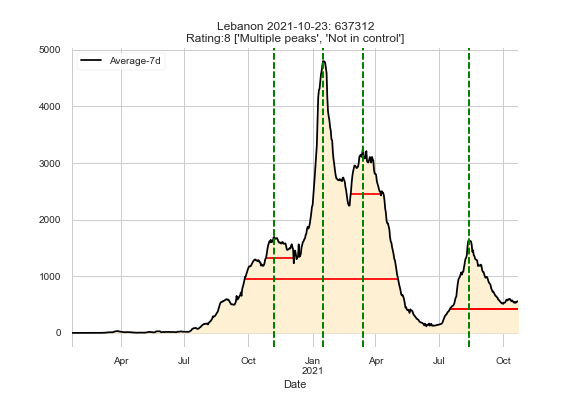 Lebanon 2021-10-23: 637312
Rating:8 ['Multiple peaks', 'Not in control']
Average-7d
5000
4000
3000
2000
1000
0
Apr Jul Oct Jan Apr Jul Oct
2021
Date